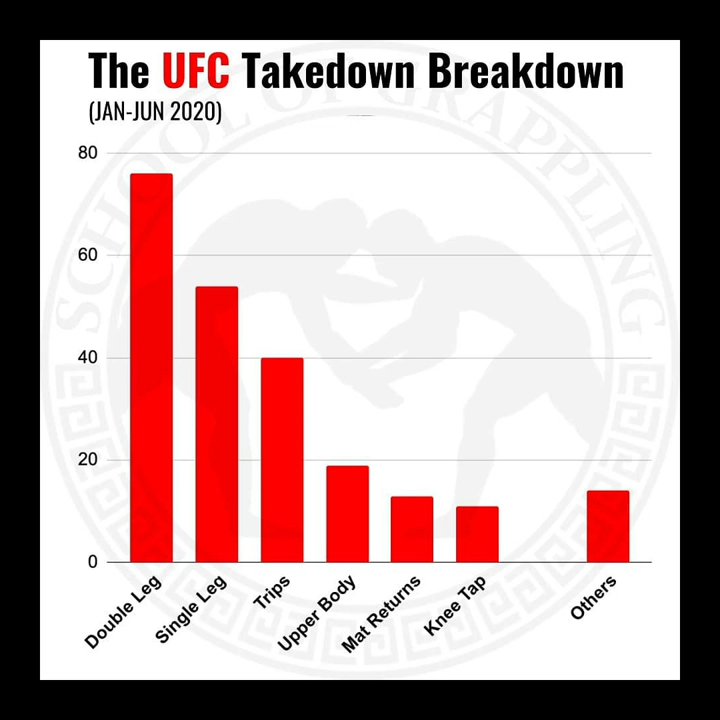 The UFC Takedown Breakdown
(JAN-JUN 2020)
SCHOOL OF GRAPPLING
80
60
40
20
0
Double Leg
Single Leg
Trips
Upper Body
Mat Returns
Knee Tap
Others